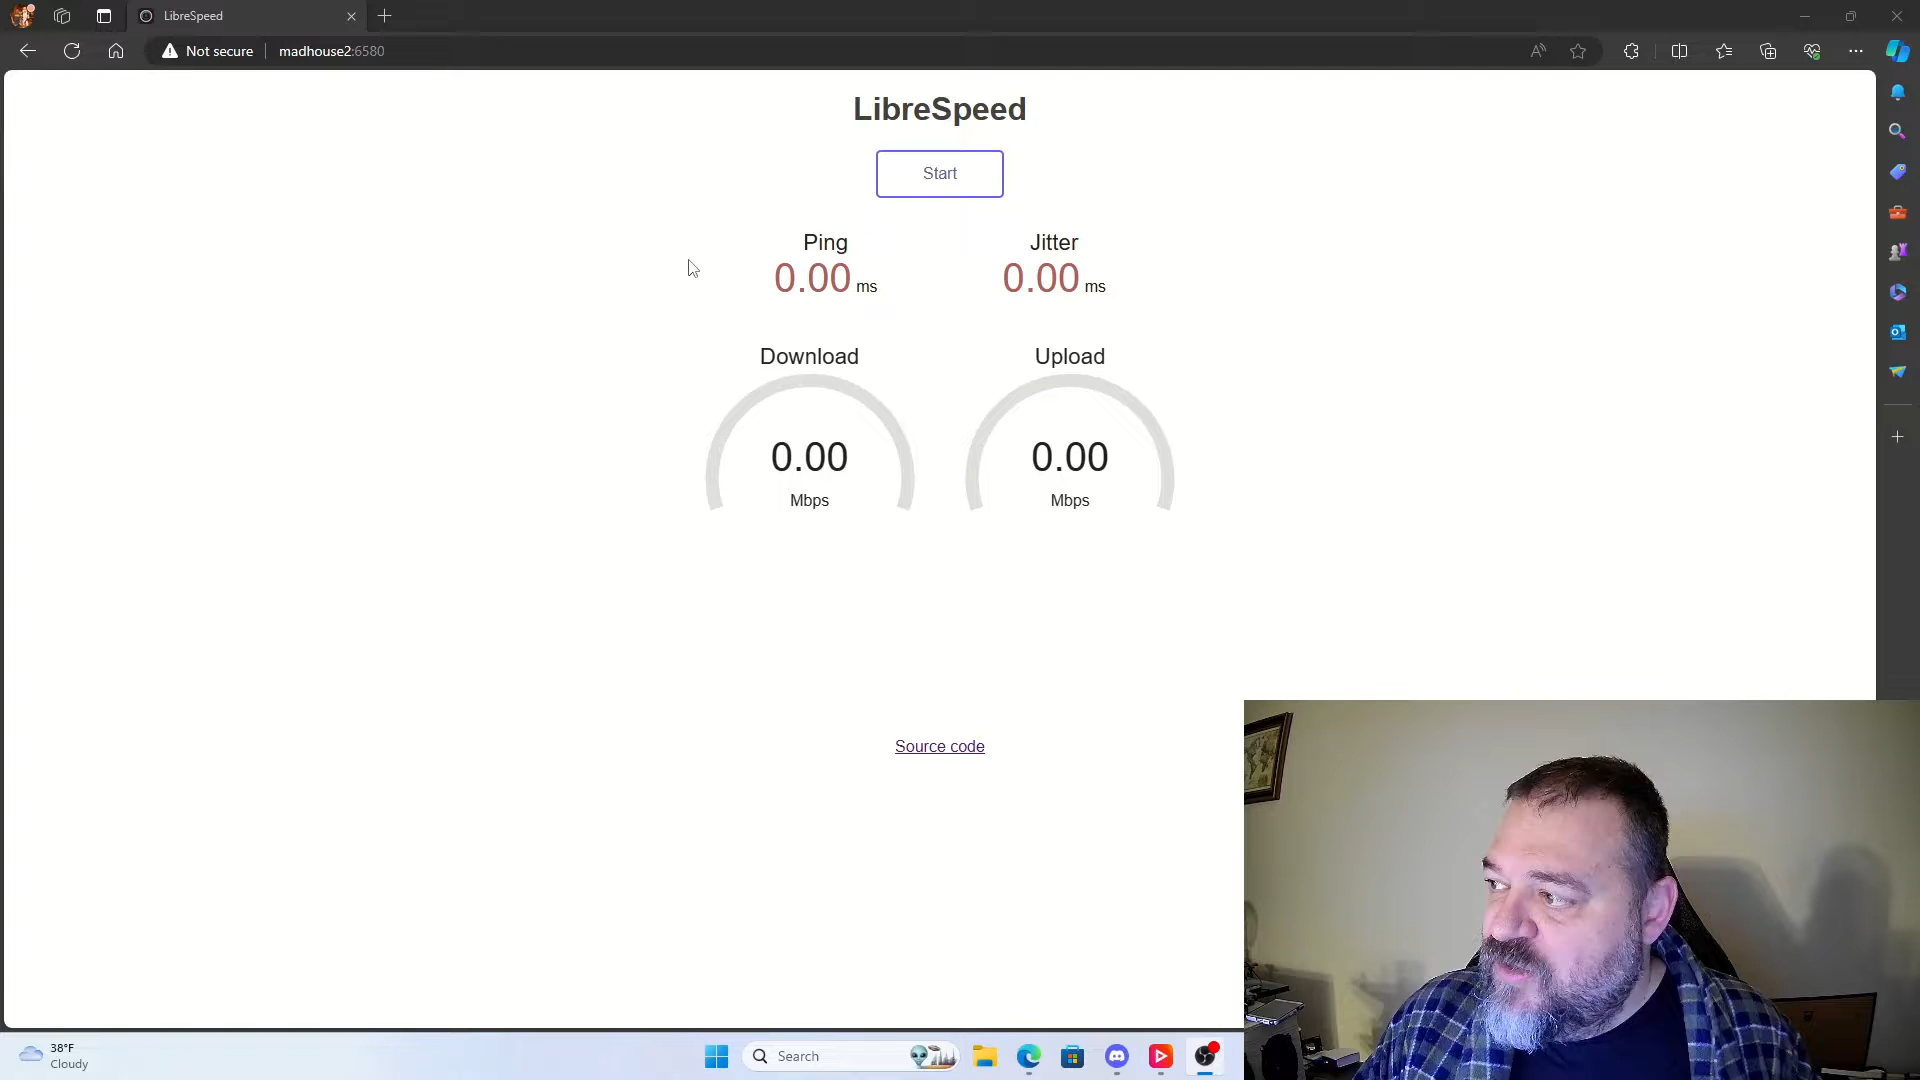 LibreSpeed
Not secure
madhouse2:6580
LibreSpeed
Start
Ping
Jitter
0.00 ms
0.00 ms
Download
Upload
0.00
0.00
Mbps
Mbps
Source code
38°F
Cloudy
Search